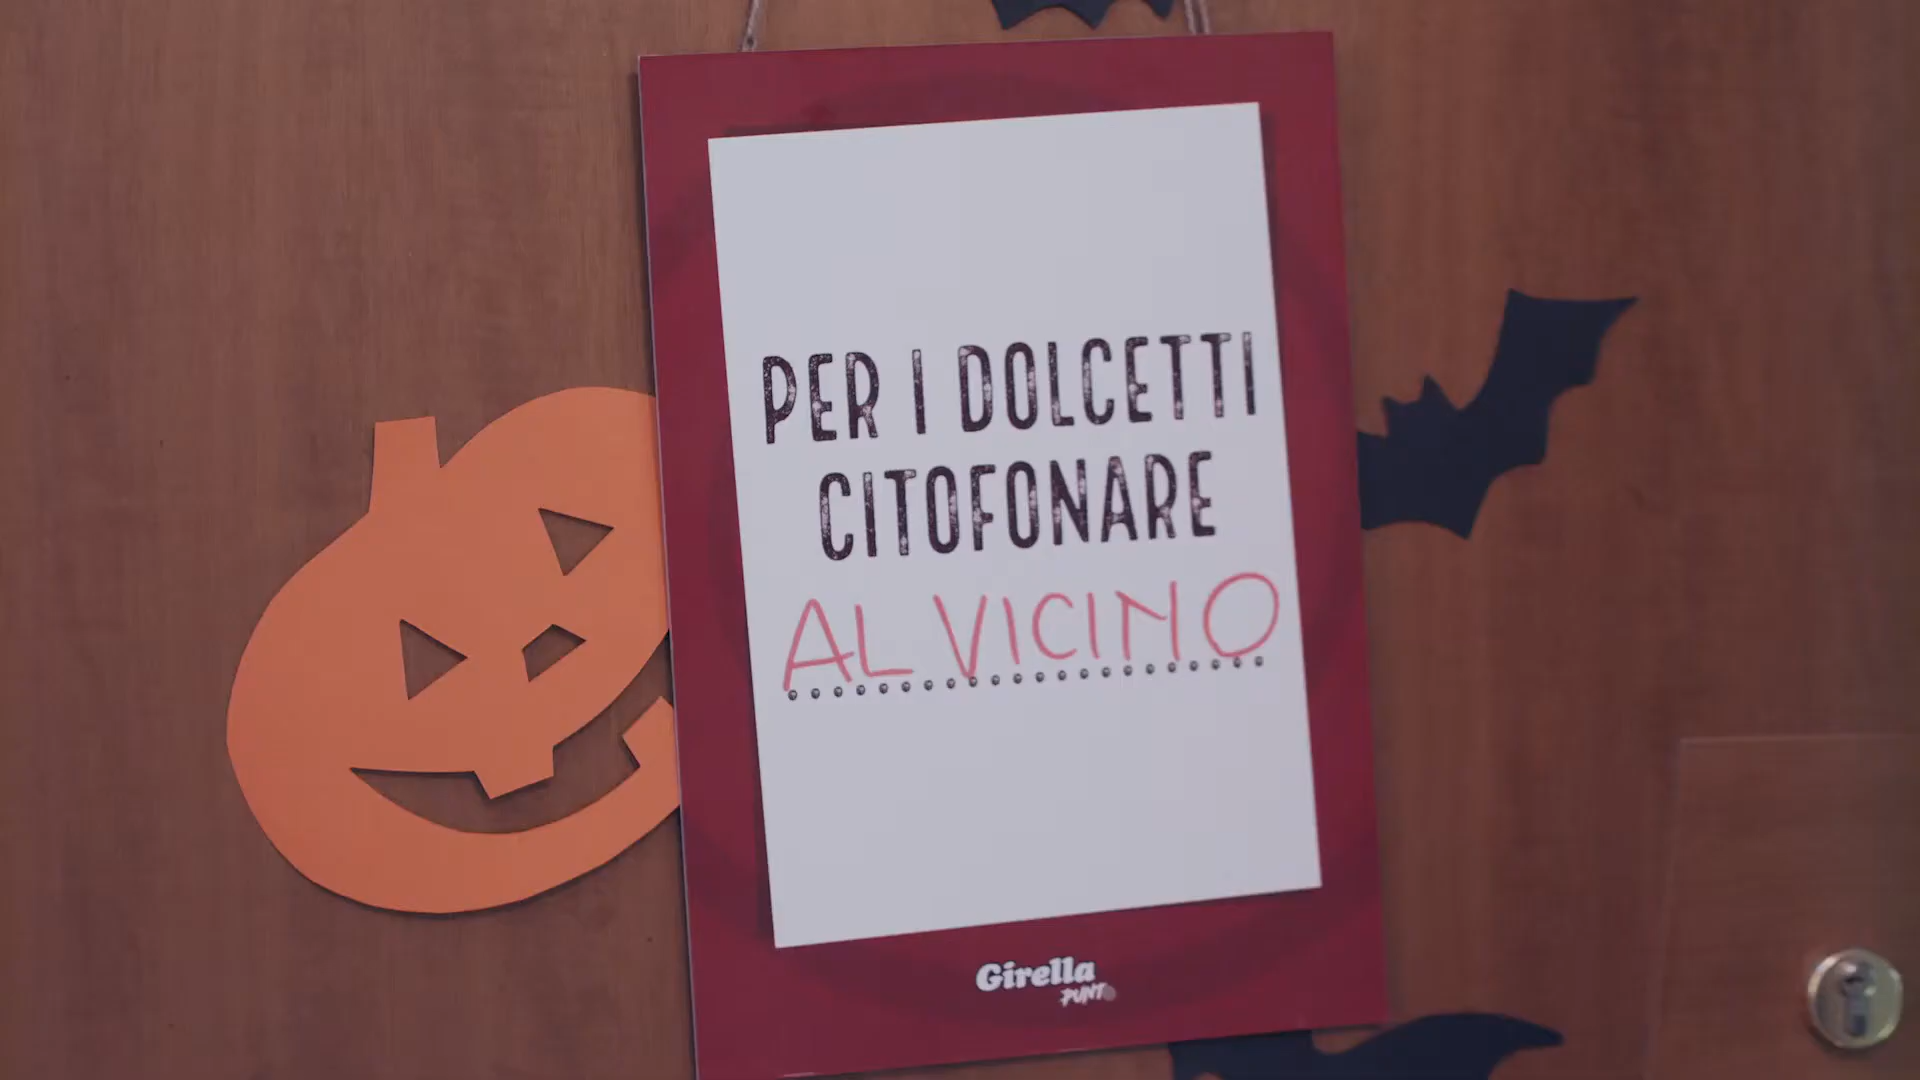 PER I DOLCETTI
CITOFONARE
AL VICINO
Girella
PUNTO